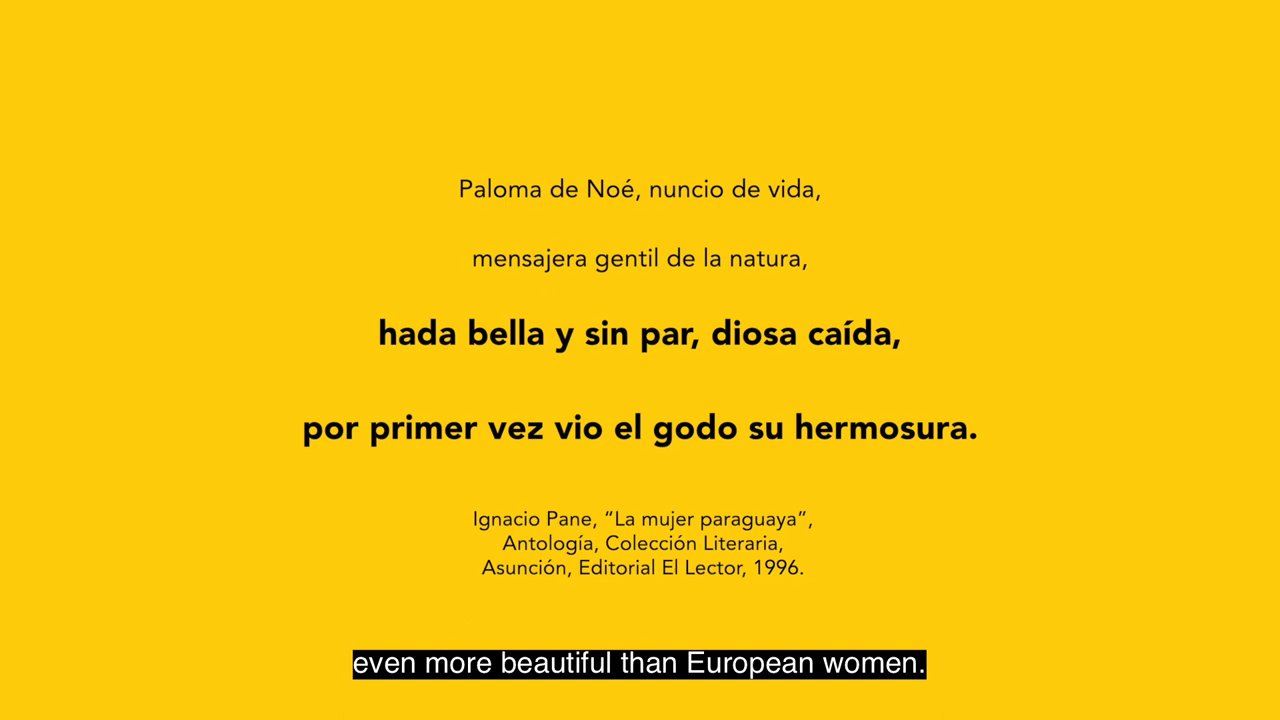 Paloma de Noé, nuncio de vida,
mensajera gentil de la natura,
hada bella y sin par, diosa caída,
por primer vez vio el godo su hermosura.
Ignacio Pane, “La mujer paraguaya”,
Antología, Colección Literaria,
Asunción, Editorial El Lector, 1996.
even more beautiful than European women.